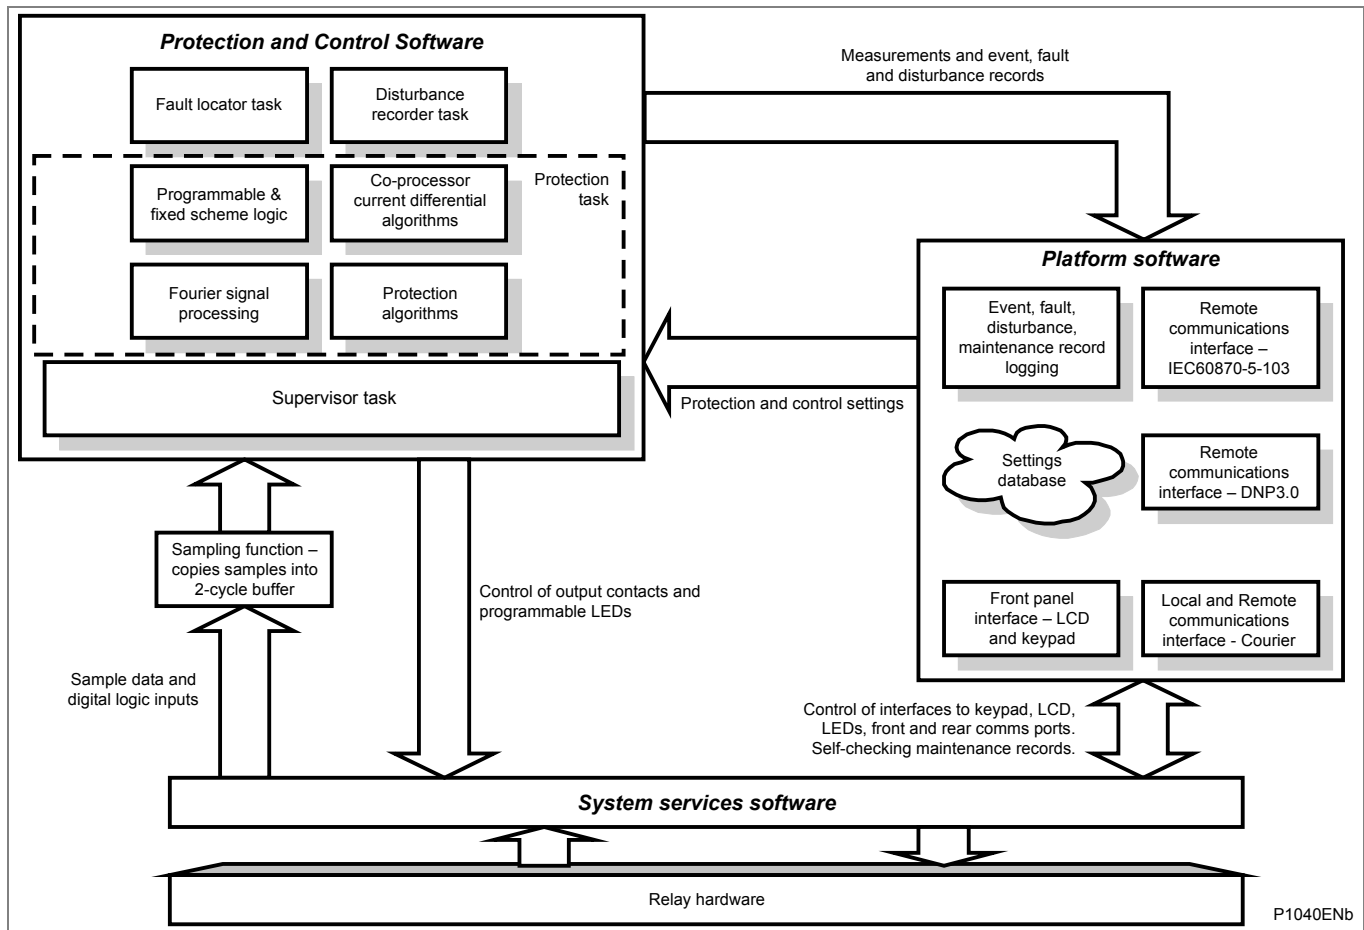 Protection and Control Software
Fault locator task
Disturbance
recorder task
Programmable &
fixed scheme logic
Co-processor
current differential
algorithms
Protection
task
Fourier signal
processing
Protection
algorithms
Supervisor task
Measurements and event, fault
and disturbance records
Protection and control settings
Platform software
Event, fault,
disturbance,
maintenance record
logging
Remote
communications
interface –
IEC60870-5-103
Settings
database
Remote
communications
interface – DNP3.0
Front panel
interface – LCD
and keypad
Local and Remote
communications
interface - Courier
Sampling function –
copies samples into
2-cycle buffer
Control of output contacts and
programmable LEDs
Sample data and
digital logic inputs
Control of interfaces to keypad, LCD,
LEDs, front and rear comms ports.
Self-checking maintenance records.
System services software
Relay hardware
P1040ENb